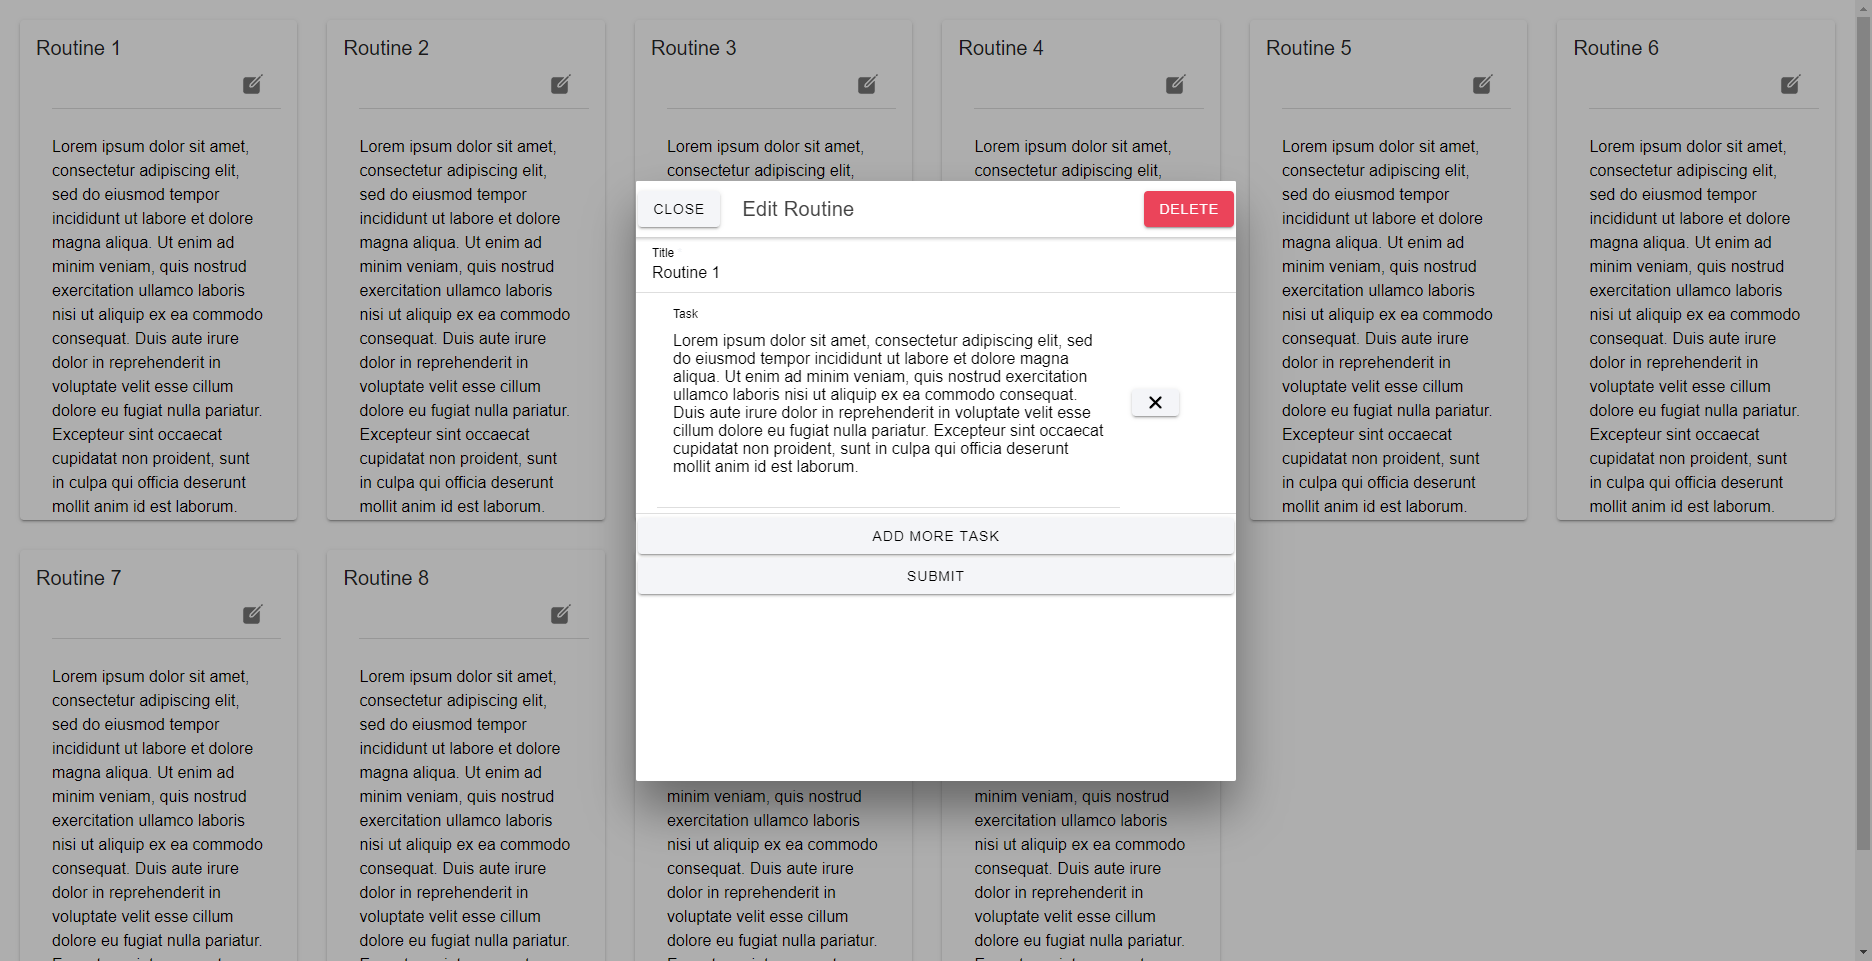 Routine 1
Lorem ipsum dolor sit amet,
consectetur adipiscing elit,
sed do eiusmod tempor
incididunt ut labore et dolore
magna aliqua. Ut enim ad
minim veniam, quis nostrud
exercitation ullamco laboris
nisi ut aliquip ex ea commodo
consequat. Duis aute irure
dolor in reprehenderit in
voluptate velit esse cillum
dolore eu fugiat nulla pariatur.
Excepteur sint occaecat
cupidatat non proident, sunt
in culpa qui officia deserunt
mollit anim id est laborum.
Routine 2
Lorem ipsum dolor sit amet,
consectetur adipiscing elit,
sed do eiusmod tempor
incididunt ut labore et dolore
magna aliqua. Ut enim ad
minim veniam, quis nostrud
exercitation ullamco laboris
nisi ut aliquip ex ea commodo
consequat. Duis aute irure
dolor in reprehenderit in
voluptate velit esse cillum
dolore eu fugiat nulla pariatur.
Excepteur sint occaecat
cupidatat non proident, sunt
in culpa qui officia deserunt
mollit anim id est laborum.
Routine 3
Lorem ipsum dolor sit amet,
consectetur adipiscing elit,
Routine 4
Lorem ipsum dolor sit amet,
consectetur adipiscing elit,
Routine 5
Lorem ipsum dolor sit amet,
consectetur adipiscing elit,
sed do eiusmod tempor
incididunt ut labore et dolore
magna aliqua. Ut enim ad
minim veniam, quis nostrud
exercitation ullamco laboris
nisi ut aliquip ex ea commodo
consequat. Duis aute irure
dolor in reprehenderit in
voluptate velit esse cillum
dolore eu fugiat nulla pariatur.
Excepteur sint occaecat
cupidatat non proident, sunt
in culpa qui officia deserunt
mollit anim id est laborum.
Routine 6
Lorem ipsum dolor sit amet,
consectetur adipiscing elit,
sed do eiusmod tempor
incididunt ut labore et dolore
magna aliqua. Ut enim ad
minim veniam, quis nostrud
exercitation ullamco laboris
nisi ut aliquip ex ea commodo
consequat. Duis aute irure
dolor in reprehenderit in
voluptate velit esse cillum
dolore eu fugiat nulla pariatur.
Excepteur sint occaecat
cupidatat non proident, sunt
in culpa qui officia deserunt
mollit anim id est laborum.
CLOSE Edit Routine DELETE
Title
Routine 1
Task
Lorem ipsum dolor sit amet, consectetur adipiscing elit, sed
do eiusmod tempor incididunt ut labore et dolore magna
aliqua. Ut enim ad minim veniam, quis nostrud exercitation
ullamco laboris nisi ut aliquip ex ea commodo consequat.
Duis aute irure dolor in reprehenderit in voluptate velit esse
cillum dolore eu fugiat nulla pariatur. Excepteur sint occaecat
cupidatat non proident, sunt in culpa qui officia deserunt
mollit anim id est laborum.
ADD MORE TASK
SUBMIT
Routine 7
Lorem ipsum dolor sit amet,
consectetur adipiscing elit,
sed do eiusmod tempor
incididunt ut labore et dolore
magna aliqua. Ut enim ad
minim veniam, quis nostrud
exercitation ullamco laboris
nisi ut aliquip ex ea commodo
consequat. Duis aute irure
dolor in reprehenderit in
voluptate velit esse cillum
dolore eu fugiat nulla pariatur.
Routine 8
Lorem ipsum dolor sit amet,
consectetur adipiscing elit,
sed do eiusmod tempor
incididunt ut labore et dolore
magna aliqua. Ut enim ad
minim veniam, quis nostrud
exercitation ullamco laboris
nisi ut aliquip ex ea commodo
consequat. Duis aute irure
dolor in reprehenderit in
voluptate velit esse cillum
dolore eu fugiat nulla pariatur.
minim veniam, quis nostrud
exercitation ullamco laboris
nisi ut aliquip ex ea commodo
consequat. Duis aute irure
dolor in reprehenderit in
voluptate velit esse cillum
dolore eu fugiat nulla pariatur.
minim veniam, quis nostrud
exercitation ullamco laboris
nisi ut aliquip ex ea commodo
consequat. Duis aute irure
dolor in reprehenderit in
voluptate velit esse cillum
dolore eu fugiat nulla pariatur.